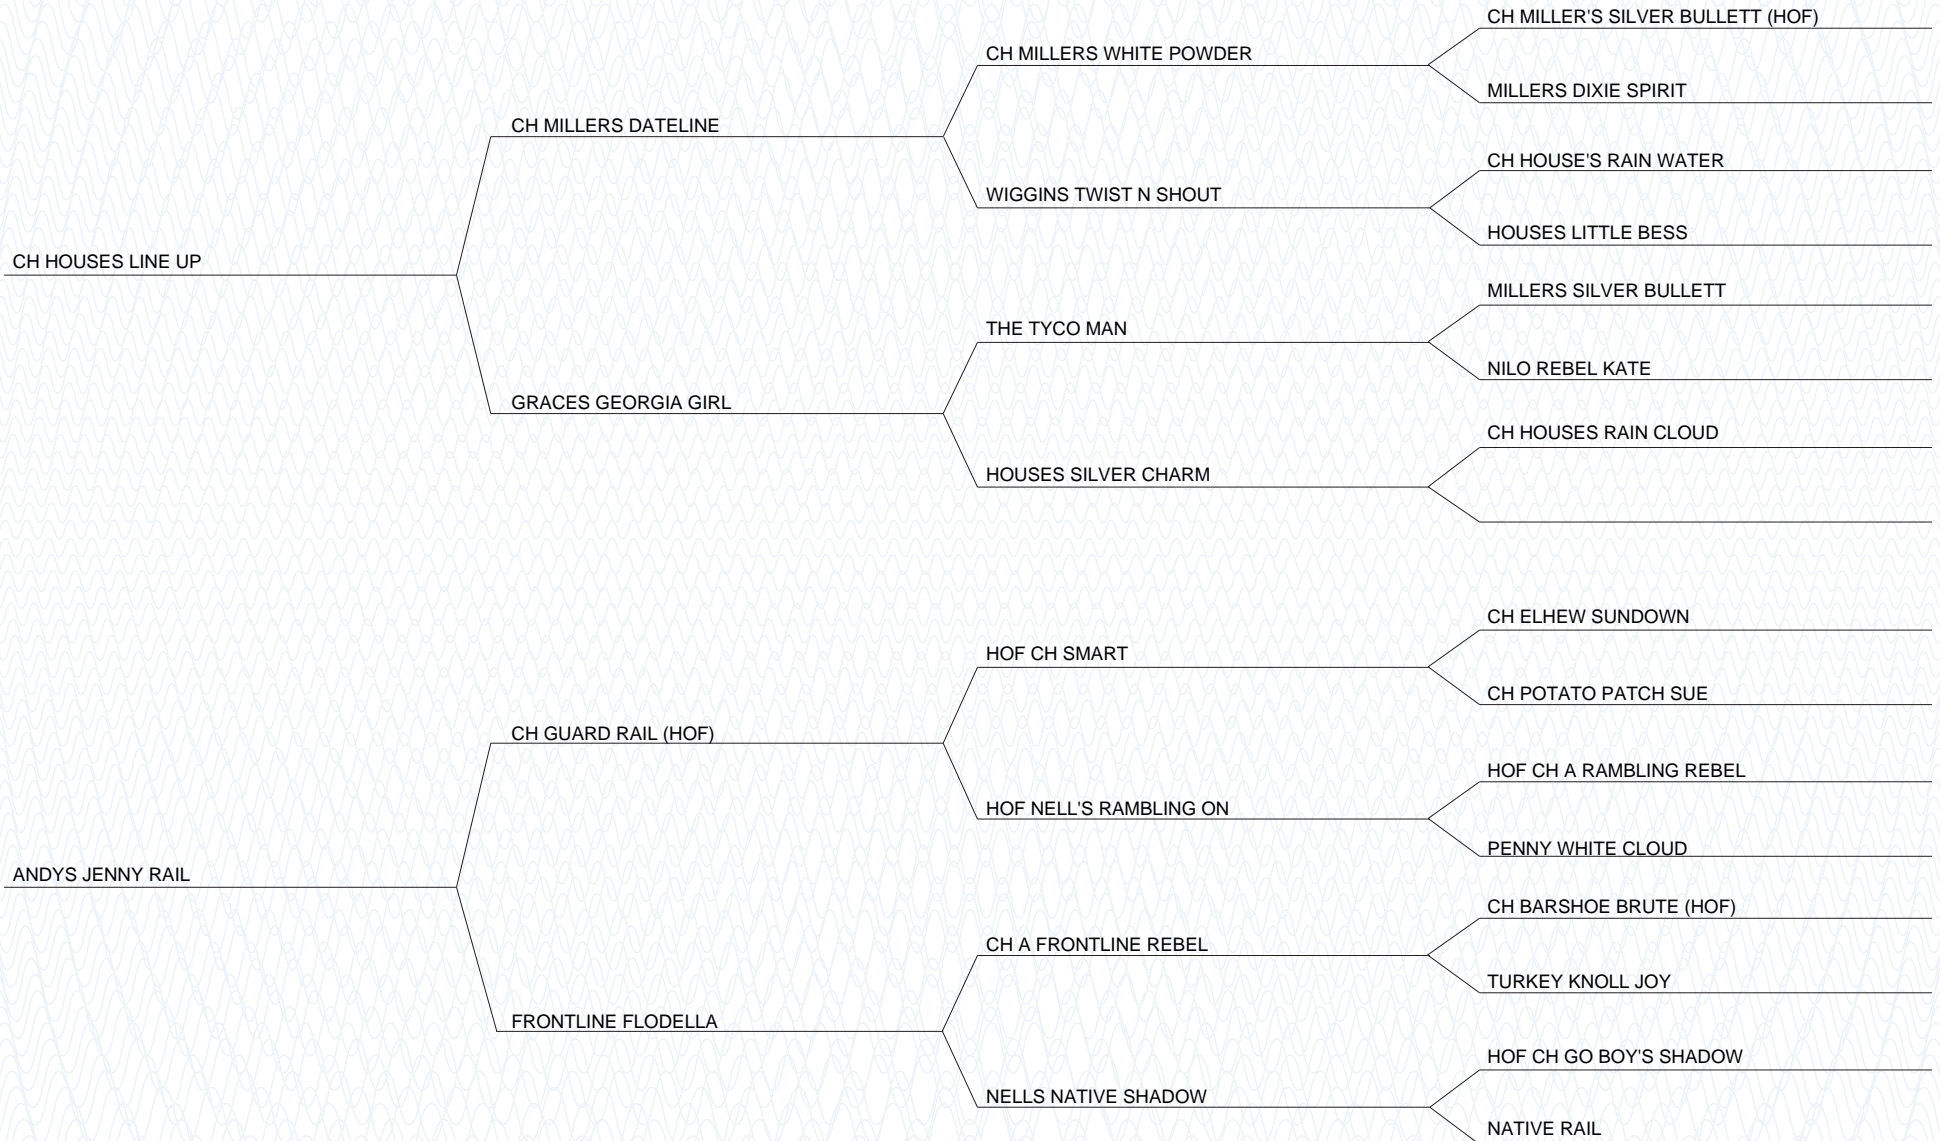 CH MILLER'S SILVER BULLETT (HOF)
CH MILLERS WHITE POWDER
MILLERS DIXIE SPIRIT
CH MILLERS DATELINE
CH HOUSE'S RAIN WATER
WIGGINS TWIST N SHOUT
HOUSES LITTLE BESS
CH HOUSES LINE UP
MILLERS SILVER BULLETT
THE TYCO MAN
NILO REBEL KATE
GRACES GEORGIA GIRL
CH HOUSES RAIN CLOUD
HOUSES SILVER CHARM
CH ELHEW SUNDOWN
HOF CH SMART
CH POTATO PATCH SUE
CH GUARD RAIL (HOF)
HOF CH A RAMBLING REBEL
HOF NELL'S RAMBLING ON
PENNY WHITE CLOUD
ANDYS JENNY RAIL
CH BARSHOE BRUTE (HOF)
CH A FRONTLINE REBEL
TURKEY KNOLL JOY
FRONTLINE FLODELLA
HOF CH GO BOY'S SHADOW
NELLS NATIVE SHADOW
NATIVE RAIL